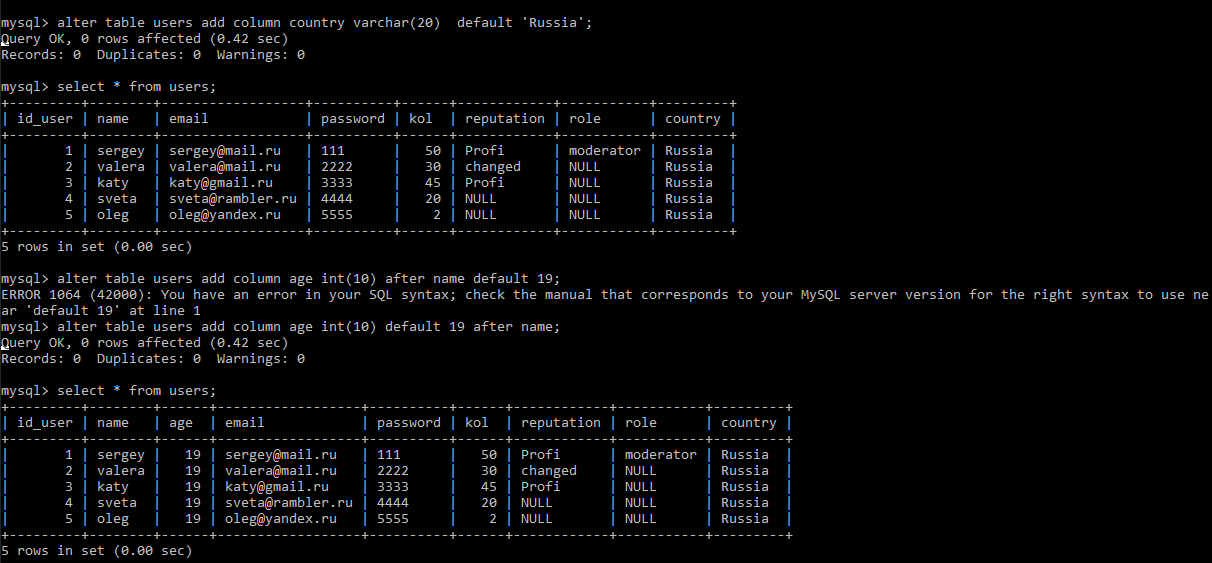 mysql> alter table users add column country varchar(20)  default 'Russia';
Query OK, 0 rows affected (0.42 sec)
Records: 0  Duplicates: 0  Warnings: 0

mysql> select * from users;
+---------+--------+------------------+----------+------+------------+-----------+---------+
| id_user | name   | email            | password | kol  | reputation | role      | country |
+---------+--------+------------------+----------+------+------------+-----------+---------+
|       1 | sergey | sergey@mail.ru   | 111      |   50 | Profi      | moderator | Russia  |
|       2 | valera | valera@mail.ru   | 2222     |   30 | changed    | NULL      | Russia  |
|       3 | katy   | katy@gmail.ru    | 3333     |   45 | Profi      | NULL      | Russia  |
|       4 | sveta  | sveta@rambler.ru | 4444     |   20 | NULL       | NULL      | Russia  |
|       5 | oleg   | oleg@yandex.ru   | 5555     |    2 | NULL       | NULL      | Russia  |
+---------+--------+------------------+----------+------+------------+-----------+---------+
5 rows in set (0.00 sec)

mysql> alter table users add column age int(10) after name default 19;
ERROR 1064 (42000): You have an error in your SQL syntax; check the manual that corresponds to your MySQL server version for the right syntax to use ne
ar 'default 19' at line 1
mysql> alter table users add column age int(10) default 19 after name;
Query OK, 0 rows affected (0.42 sec)
Records: 0  Duplicates: 0  Warnings: 0

mysql> select * from users;
+---------+--------+------+------------------+----------+------+------------+-----------+---------+
| id_user | name   | age  | email            | password | kol  | reputation | role      | country |
+---------+--------+------+------------------+----------+------+------------+-----------+---------+
|       1 | sergey |   19 | sergey@mail.ru   | 111      |   50 | Profi      | moderator | Russia  |
|       2 | valera |   19 | valera@mail.ru   | 2222     |   30 | changed    | NULL      | Russia  |
|       3 | katy   |   19 | katy@gmail.ru    | 3333     |   45 | Profi      | NULL      | Russia  |
|       4 | sveta  |   19 | sveta@rambler.ru | 4444     |   20 | NULL       | NULL      | Russia  |
|       5 | oleg   |   19 | oleg@yandex.ru   | 5555     |    2 | NULL       | NULL      | Russia  |
+---------+--------+------+------------------+----------+------+------------+-----------+---------+
5 rows in set (0.00 sec)